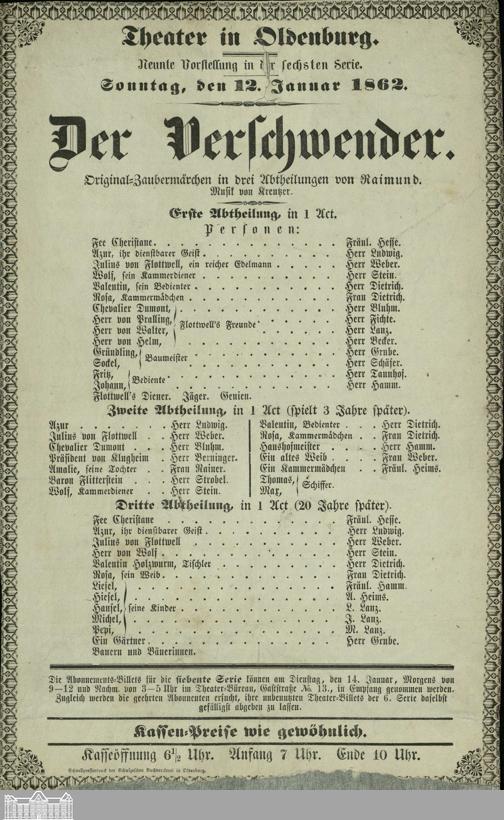 Theater in Oldenburg.
Neunte Vorstellung in der sechsten Serie.
Sonntag, den 12. Januar 1862.
Der Verschwender.
Original-Zaubermärchen in drei Abtheilungen von Raimund.
Musik von Kreutzer.
Erste Abtheilung, in 1 Act.
Personen:
Fee Cheristane. Fräul. Hesse.
Azur, ihr dienstbarer Geist Herr Ludwig.
Julius von Flottwell, ein reicher Edelmann Herr Weber.
Wolf, sein Kammerdiener Herr Stein.
Valentin, sein Bedienter Herr Dietrich.
Rosa, Kammermädchen Frau Dietrich.
Chevalier Dumont, Herr Bluhm.
Herr von Pralling, Herr Fichte.
Herr von Walter, Flottwell's Freunde Herr Lanz.
Herr von Helm, Herr Becker.
Gründling, Herr Grube.
Sockel, Baumeister Herr Schäfer.
Fritz, Herr Tannhof.
Johann, Bediente Herr Hamm.
Flottwell's Diener. Jäger. Genien.
Zweite Abtheilung, in 1 Act (spielt 3 Jahre später).
Azur Herr Ludwig.
Julius von Flottwell Herr Weber.
Chevalier Dumont Herr Bluhm.
Präsident von Klugheim Herr Berninger.
Amalie, seine Tochter Frau Rainer.
Baron Flitterstein Herr Strobel.
Wolf, Kammerdiener Herr Stein.
Valentin, Bedienter Herr Dietrich.
Rosa, Kammermädchen Frau Dietrich.
Haushofmeister Herr Hamm.
Ein altes Weib Frau Weber.
Ein Kammermädchen Fräul. Heims.
Thomas,
Max, Schiffer.
Dritte Abtheilung, in 1 Act (20 Jahre später).
Fee Cheristane Fräul. Hesse.
Azur, ihr dienstbarer Geist Herr Ludwig.
Julius von Flottwell Herr Weber.
Herr von Wolf Herr Stein.
Valentin Holzwurm, Tischler Herr Dietrich.
Rosa, sein Weib Frau Dietrich.
Liesel, Fräul. Hamm.
Hiesel, A. Heims.
Hansel, seine Kinder L. Lanz.
Michel, J. Lanz.
Pepi, M. Lanz.
Ein Gärtner Herr Grube.
Bauern und Bäuerinnen.
Die Abonnements-Billets für die siebente Serie können am Dienstag, den 14. Januar, Morgens von
9—12 und Nachm. von 3—5 Uhr im Theater-Büreau, Gaststraße № 13., in Empfang genommen werden.
Zugleich werden die geehrten Abonnenten ersucht, ihre unbenutzten Theater-Billets der 6. Serie daselbst
gefälligst abgeben zu lassen.
Kassen-Preise wie gewöhnlich.
Kassenöffnung 6½ Uhr. Anfang 7 Uhr. Ende 10 Uhr.
Schnellpressendruck der Schulzeschen Buchdruckerei in Oldenburg.